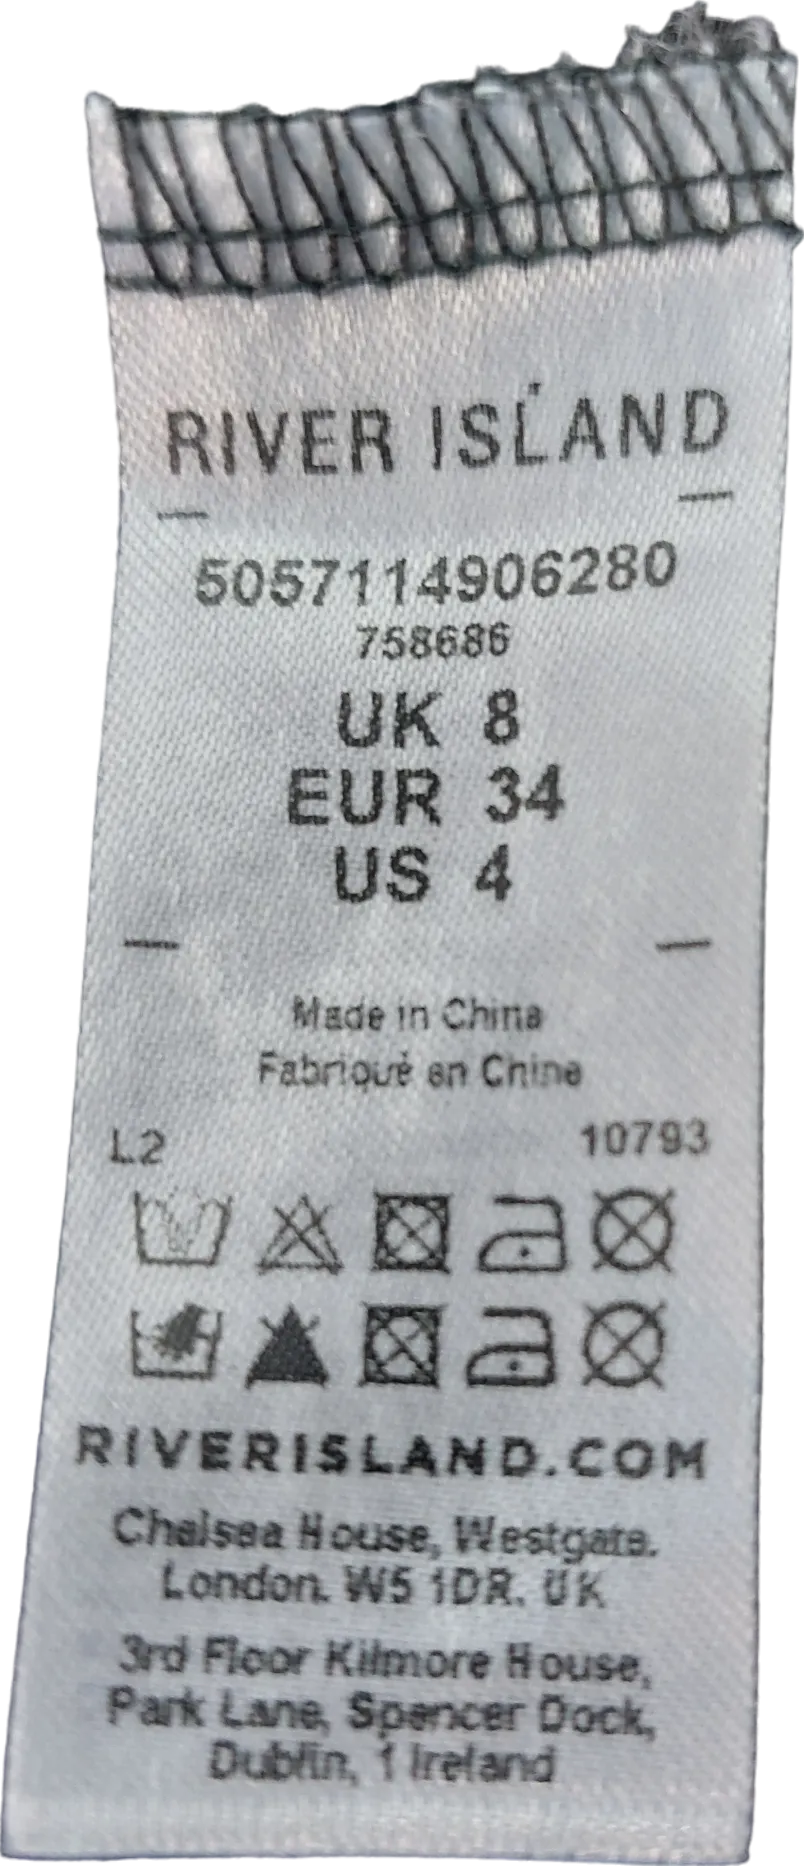 RIVER ISLAND
5057114906280
758686
UK 8
EUR 34
US 4
Made in China
Fabriqué en Chine
L2 10793
RIVERISLAND.COM
Chelsea House, Westgate.
London. W5 1DR. UK
3rd Floor Kilmore House,
Park Lane, Spencer Dock,
Dublin, 1 Ireland